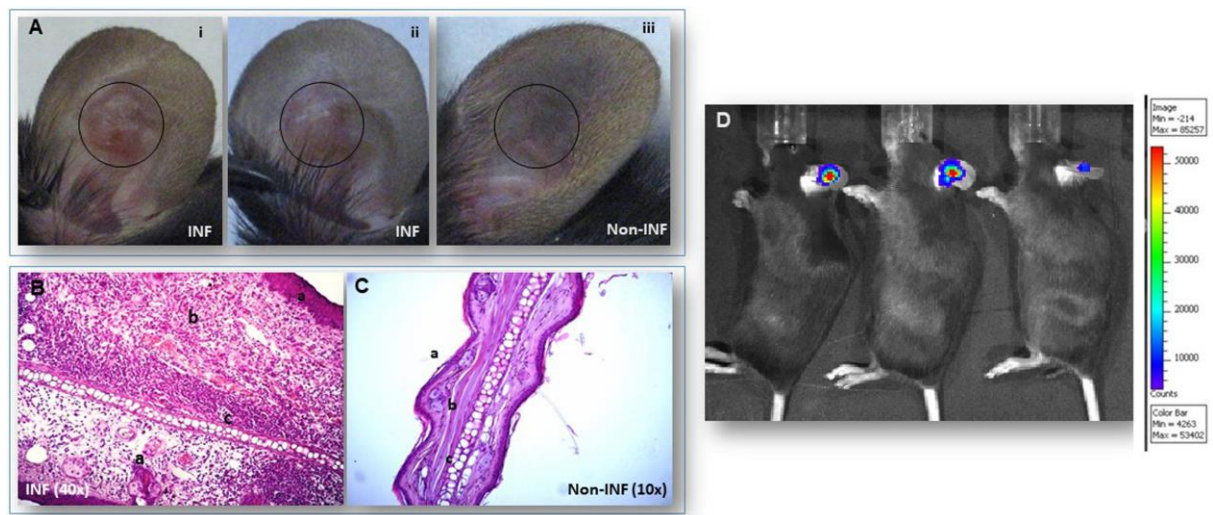 A
i
INF
ii
INF
iii
Non-INF
B
a
b
c
a
INF (40x)
C
a
b
c
Non-INF (10x)
D
Image
Min = -214
Max = 85257
50000
40000
30000
20000
10000
Counts
Color Bar
Min = 4263
Max = 53402